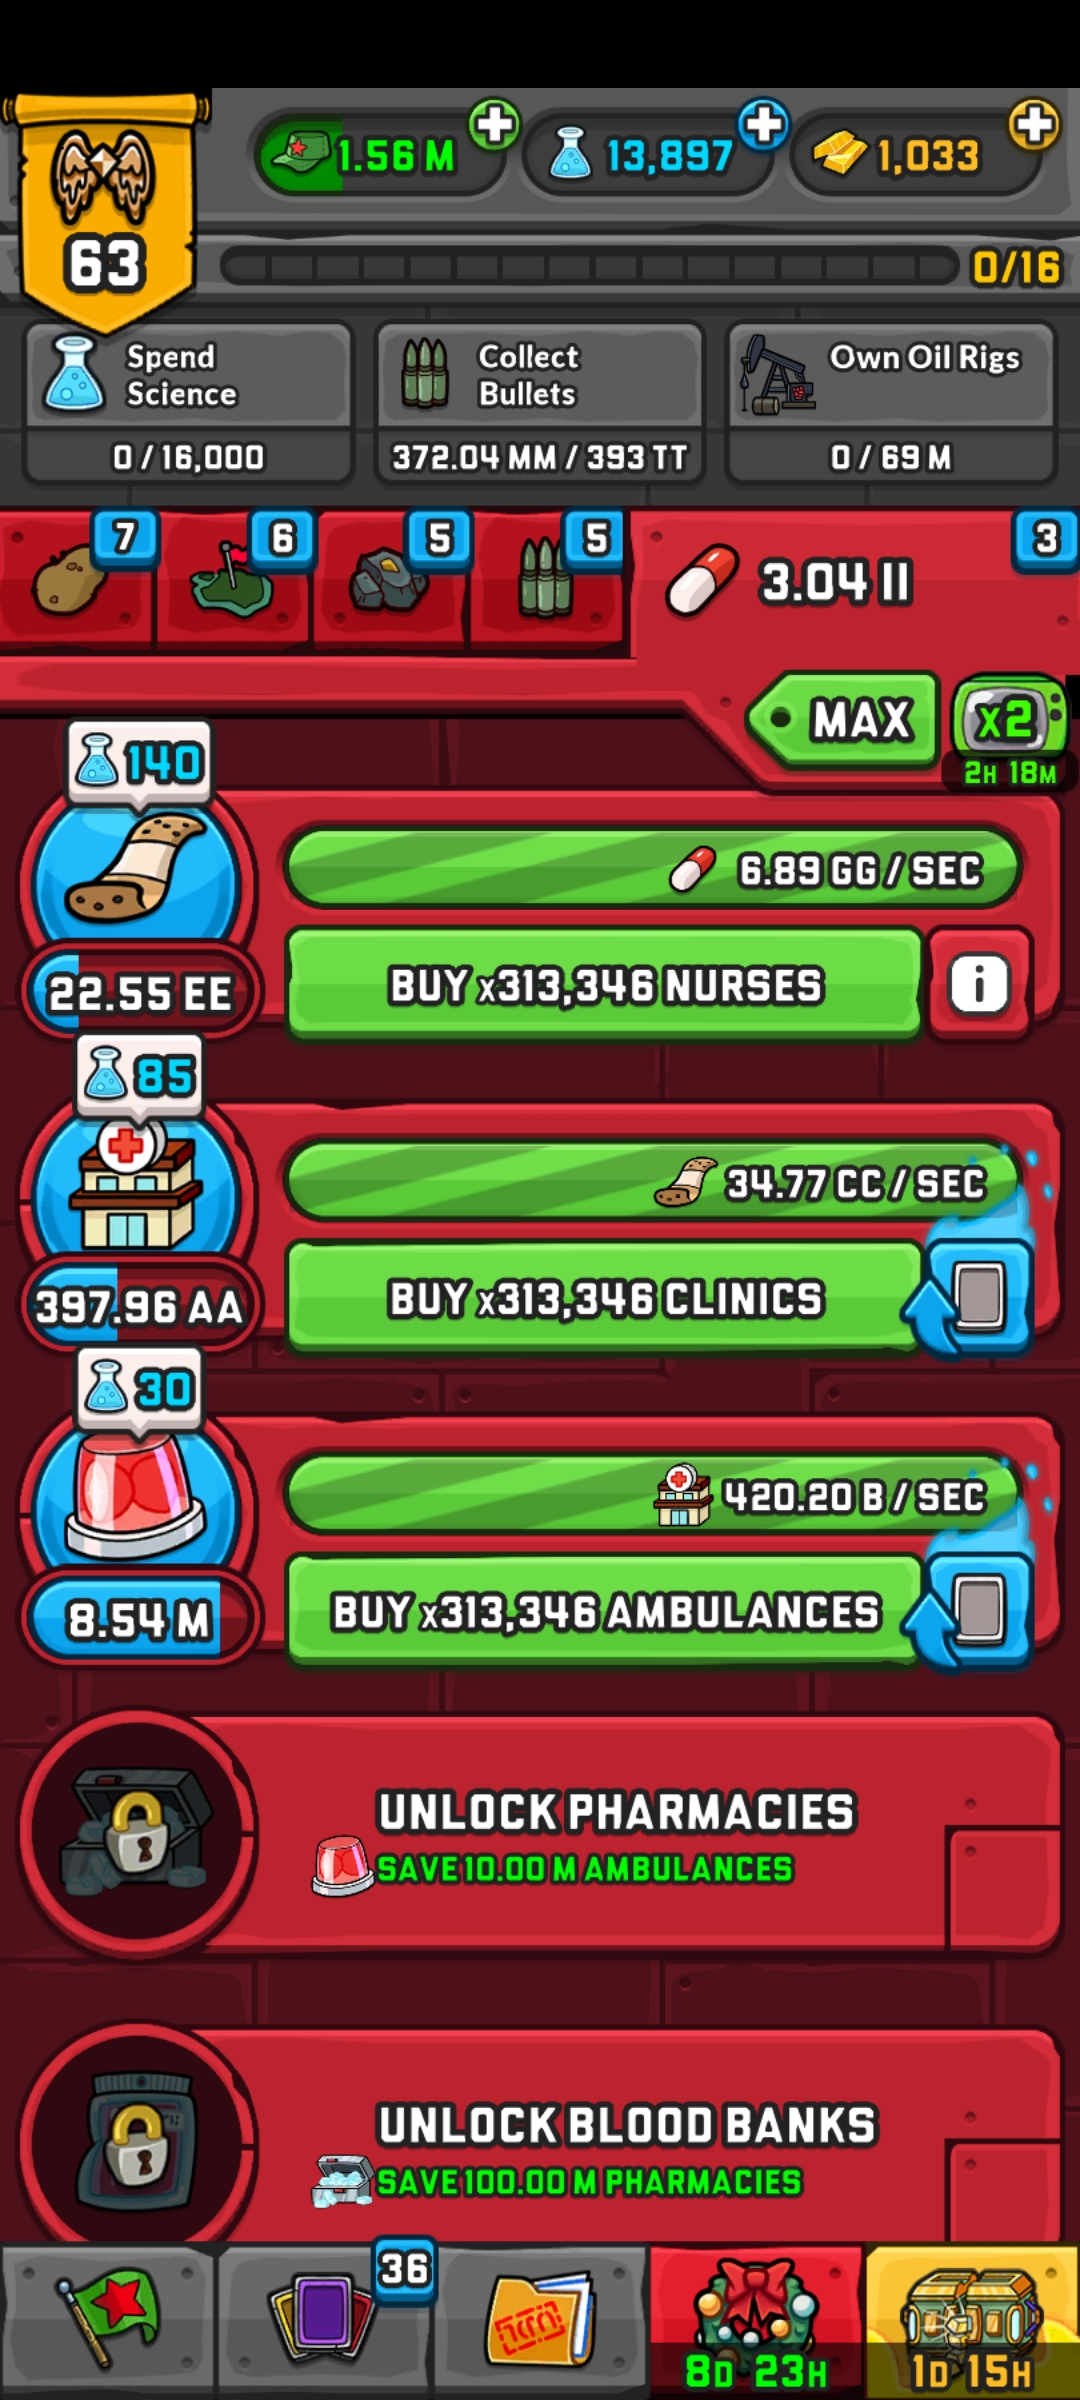 1.56 M
13,897
1,033
63
0/16
Spend
Science
0 / 16,000
Collect
Bullets
372.04 MM / 393 TT
Own Oil Rigs
0 / 69 M
7
6
5
5
3.04 II
3
MAX
x2
2H 18M
140
6.89 GG / SEC
22.55 EE
BUY x313,346 NURSES
i
85
34.77 CC / SEC
397.96 AA
BUY x313,346 CLINICS
30
420.20 B / SEC
8.54 M
BUY x313,346 AMBULANCES
UNLOCK PHARMACIES
SAVE 10.00 M AMBULANCES
UNLOCK BLOOD BANKS
SAVE 100.00 M PHARMACIES
36
8D 23H
1D 15H